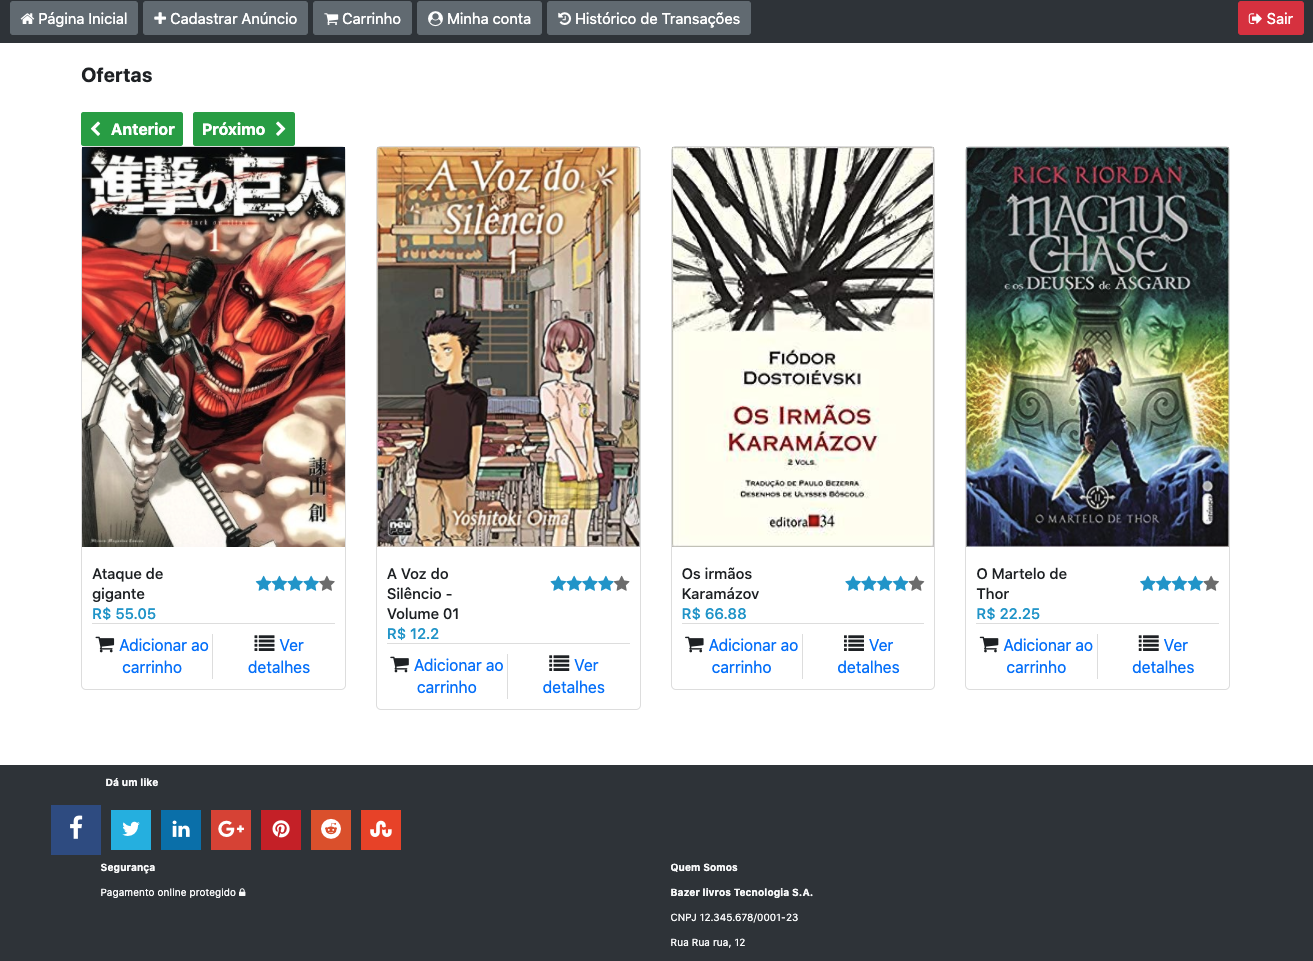 Página Inicial
Cadastrar Anúncio
Carrinho
Minha conta
Histórico de Transações
Sair
Ofertas
Anterior
Próximo
進撃の巨人
attack on titan
1
諫山創
A Voz do
Silêncio
1
Yoshitoki Oima
FIÓDOR
DOSTOIÉVSKI
OS IRMÃOS
KARAMÁZOV
2 VOLS.
TRADUÇÃO DE PAULO BEZERRA
DESENHOS DE ULYSSES BÔSCOLO
editora 34
RICK RIORDAN
MAGNUS
CHASE
E OS DEUSES de ASGARD
II
O MARTELO DE THOR
Ataque de
gigante
R$ 55.05
Adicionar ao
carrinho
Ver
detalhes
A Voz do
Silêncio -
Volume 01
R$ 12.2
Adicionar ao
carrinho
Ver
detalhes
Os irmãos
Karamázov
R$ 66.88
Adicionar ao
carrinho
Ver
detalhes
O Martelo de
Thor
R$ 22.25
Adicionar ao
carrinho
Ver
detalhes
Dá um like
Segurança
Pagamento online protegido
Quem Somos
Bazer livros Tecnologia S.A.
CNPJ 12.345.678/0001-23
Rua Rua rua, 12